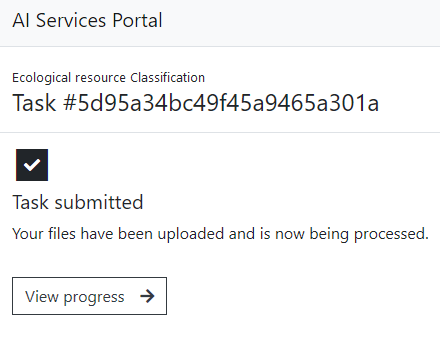 AI Services Portal
Ecological resource Classification
Task #5d95a34bc49f45a9465a301a
Task submitted
Your files have been uploaded and is now being processed.
View progress